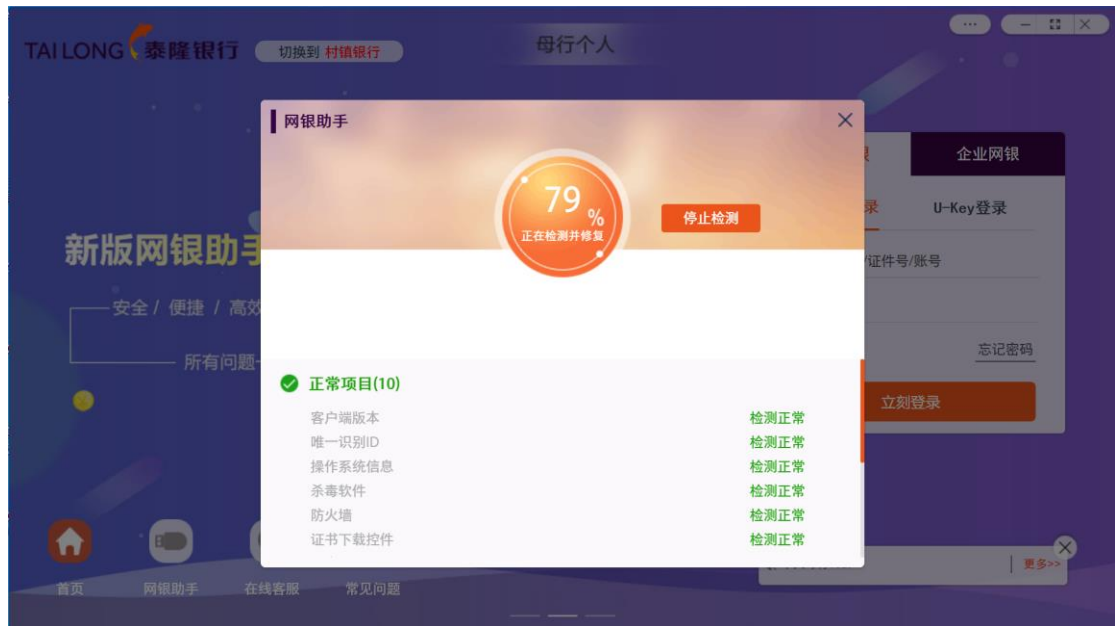 TAILONG 泰隆银行
切换到 村镇银行
母行个人
网银助手
79%
正在检测并修复
停止检测
企业网银
录
U-Key登录
新版网银助手
/证件号/账号
安全 / 便捷 / 高效
所有问题
忘记密码
立刻登录
正常项目(10)
客户端版本 检测正常
唯一识别ID 检测正常
操作系统信息 检测正常
杀毒软件 检测正常
防火墙 检测正常
证书下载控件 检测正常
更多>>
首页
网银助手
在线客服
常见问题